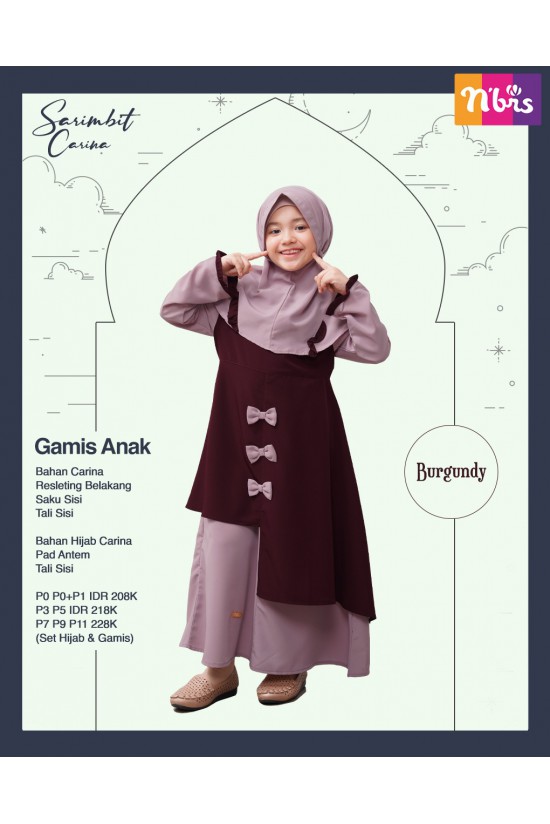 Sarimbit
Carina
n'brs
Gamis Anak
Bahan Carina
Resleting Belakang
Saku Sisi
Tali Sisi
Bahan Hijab Carina
Pad Antem
Tali Sisi
P0 P0+P1 IDR 208K
P3 P5 IDR 218K
P7 P9 P11 228K
(Set Hijab & Gamis)
Burgundy